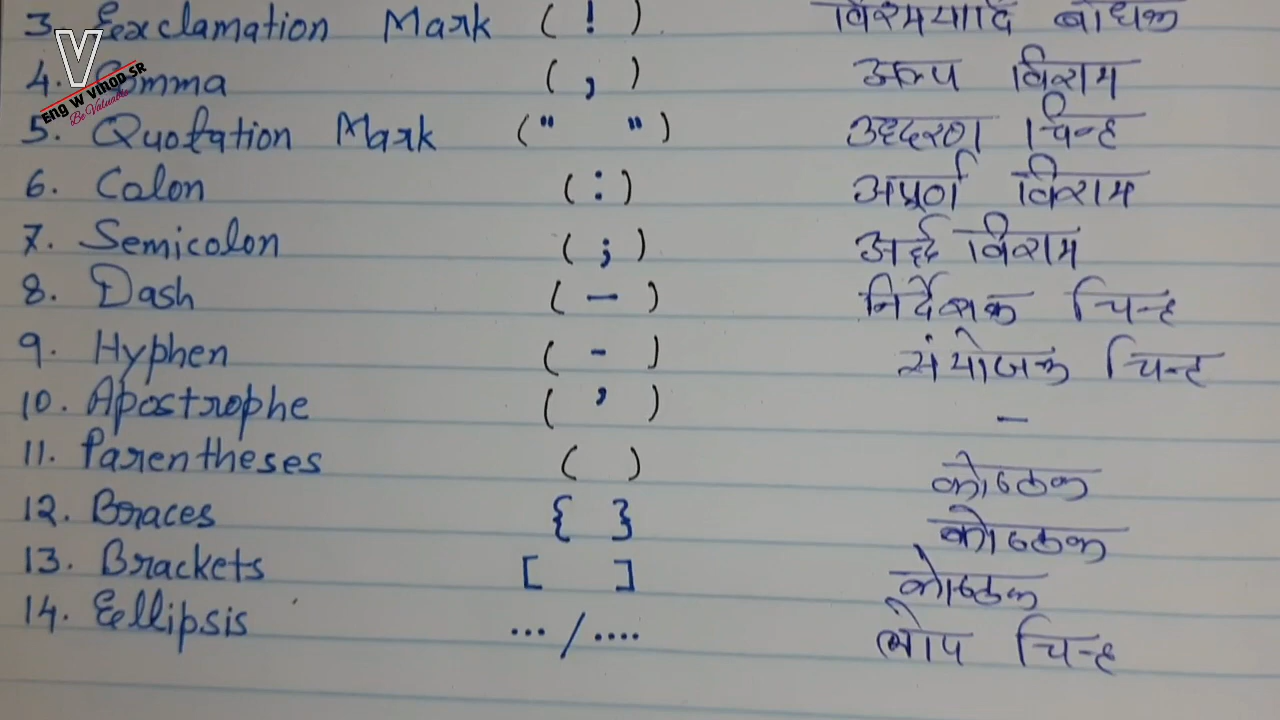 3. Exclamation Mark ( ! ) विस्मयादि बोधक
4. Comma ( , ) अल्प विराम
5. Quotation Mark (" ") उद्दरण चिन्ह
6. Colon ( : ) अपूर्ण विराम
7. Semicolon ( ; ) अर्द्द विराम
8. Dash ( — ) निर्देशक चिन्ह
9. Hyphen ( - ) संयोजक चिन्ह
10. Apostrophe ( ’ ) —
11. Parentheses ( ) कोष्ठक
12. Braces { } कोष्ठक
13. Brackets [ ] कोष्ठक
14. Ellipsis ... / .... लोप चिन्ह
V
Eng W Vinod SR
Be Valuable